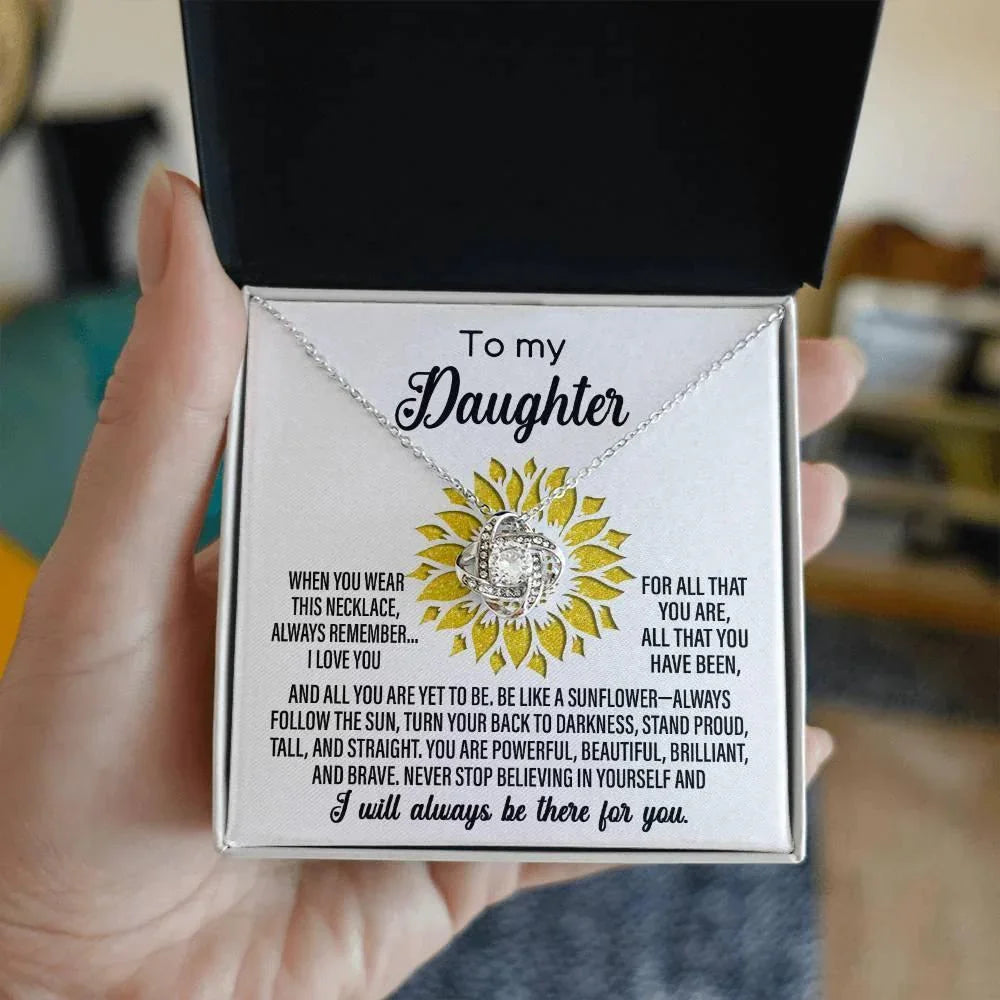 To my
Daughter
WHEN YOU WEAR
THIS NECKLACE,
ALWAYS REMEMBER...
I LOVE YOU
FOR ALL THAT
YOU ARE,
ALL THAT YOU
HAVE BEEN,
AND ALL YOU ARE YET TO BE. BE LIKE A SUNFLOWER—ALWAYS
FOLLOW THE SUN, TURN YOUR BACK TO DARKNESS, STAND PROUD,
TALL, AND STRAIGHT. YOU ARE POWERFUL, BEAUTIFUL, BRILLIANT,
AND BRAVE. NEVER STOP BELIEVING IN YOURSELF AND
I will always be there for you.